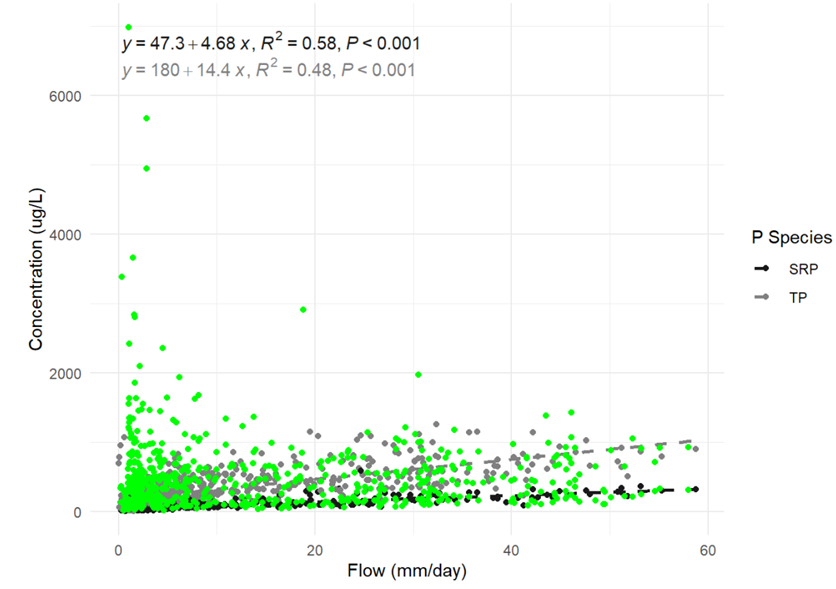 y = 47.3 + 4.68 x, R² = 0.58, P < 0.001
y = 180 + 14.4 x, R² = 0.48, P < 0.001
6000
4000
2000
0
Concentration (ug/L)
0 20 40 60
Flow (mm/day)
P Species
SRP
TP